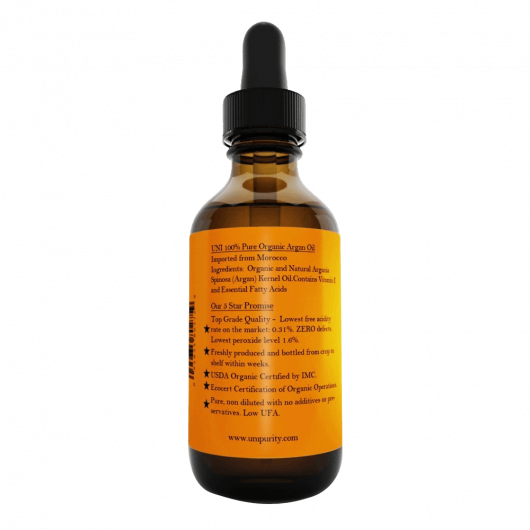 UNI 100% Pure Organic Argan Oil
Imported from Morocco
Ingredients: Organic and Natural Argania
Spinosa (Argan) Kernel Oil.Contains Vitamin E
and Essential Fatty Acids
Our 5 Star Promise
Top Grade Quality - Lowest free acidity
rate on the market: 0.31%. ZERO defects.
Lowest peroxide level 1.6%.
Freshly produced and bottled from crop to
shelf within weeks.
USDA Organic Certified by IMC.
Ecocert Certification of Organic Operations.
Pure, non diluted with no additives or pre-
servatives. Low UFA.
www.unipurity.com